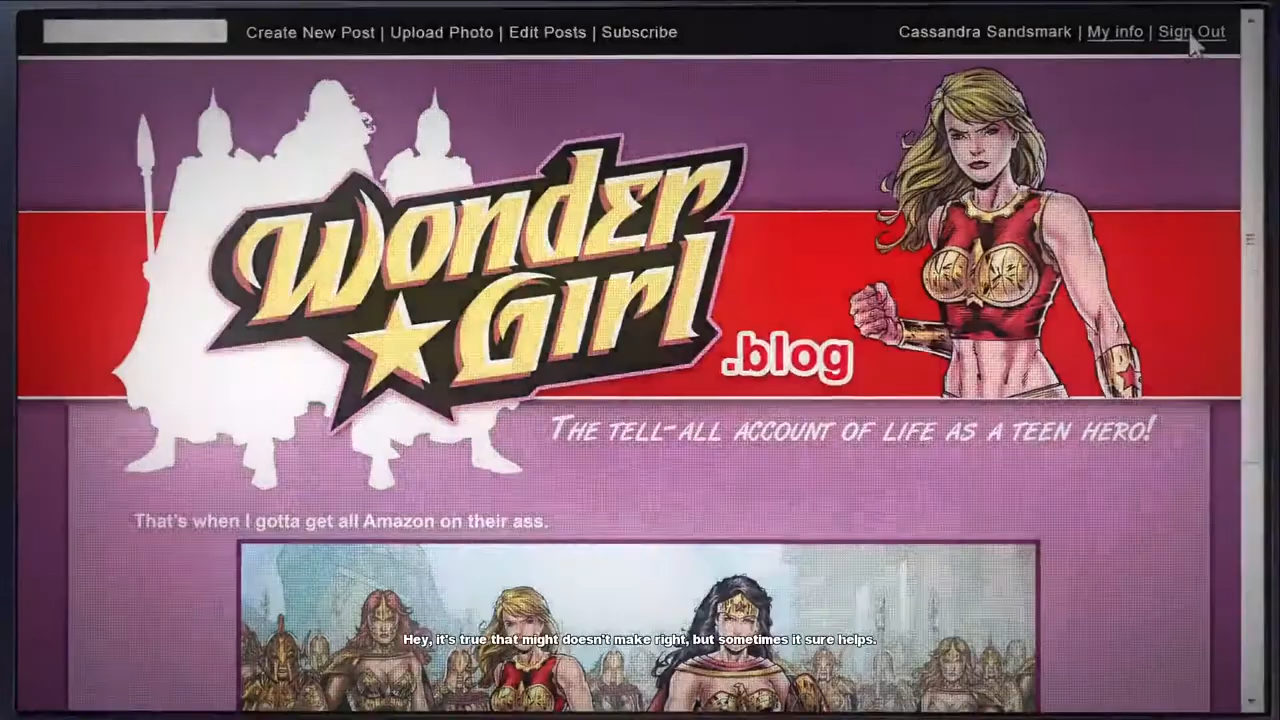 Create New Post | Upload Photo | Edit Posts | Subscribe
Cassandra Sandsmark | My info | Sign Out
Wonder
Girl
.blog
The tell-all account of life as a teen hero!
That's when I gotta get all Amazon on their ass.
Hey, it's true that might doesn't make right, but sometimes it sure helps.